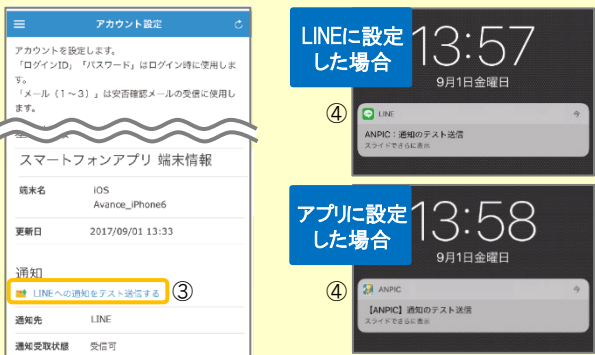 アカウント設定
アカウントを設定します。
「ログインID」「パスワード」はログイン時に使用しま
す。
「メール(1~3)」は安否確認メールの受信に使用し
ます。
スマートフォンアプリ 端末情報
端末名 iOS
Avance_iPhone6
更新日 2017/09/01 13:33
通知
LINEへの通知をテスト送信する ③
通知先 LINE
通知受取状態 受信可
LINEに設定
した場合
13:57
9月1日金曜日
④
LINE 今
ANPIC:通知のテスト送信
スライドでさらに表示
アプリに設定
した場合
13:58
9月1日金曜日
④
ANPIC 今
【ANPIC】通知のテスト送信
スライドでさらに表示